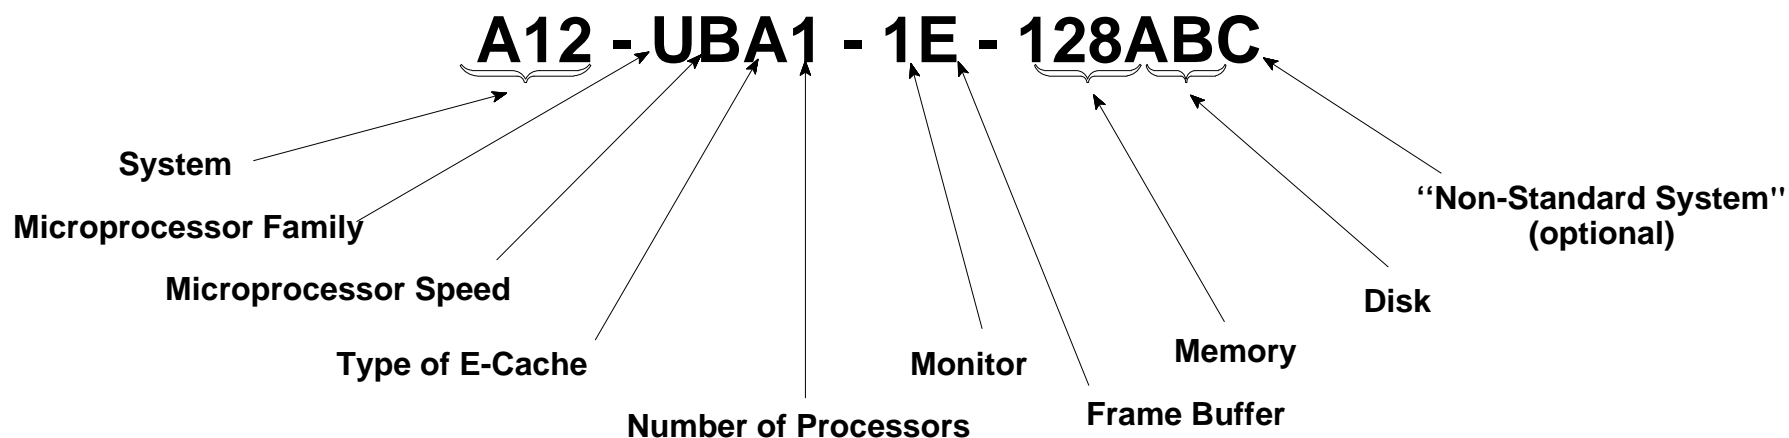 A12 - UBA1 - 1E - 128ABC
System
Microprocessor Family
Microprocessor Speed
Type of E-Cache
Number of Processors
Monitor
Frame Buffer
Memory
Disk
‘‘Non-Standard System"
(optional)